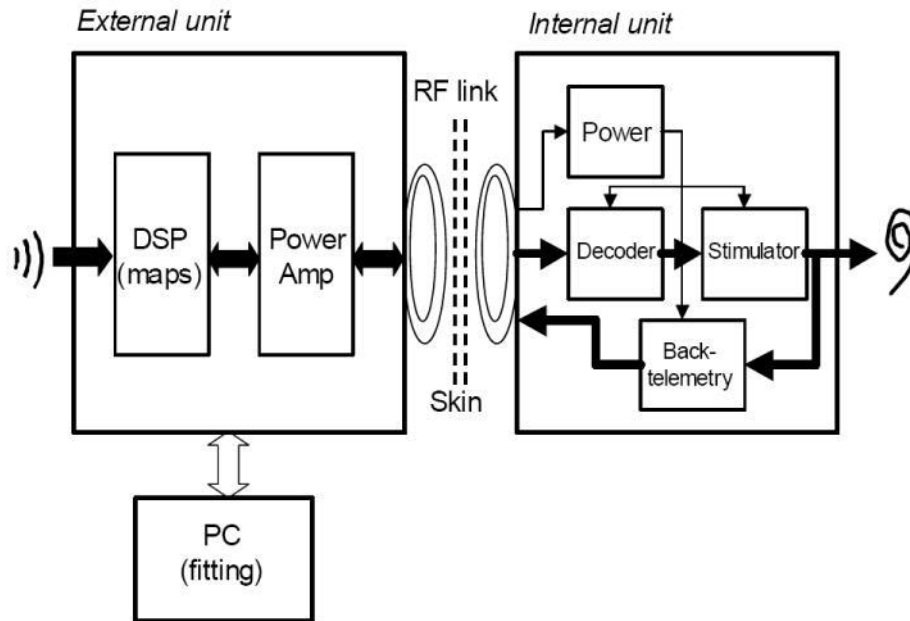 External unit
Internal unit
RF link
Power
DSP
(maps)
Power
Amp
Decoder
Stimulator
Back-
telemetry
Skin
PC
(fitting)